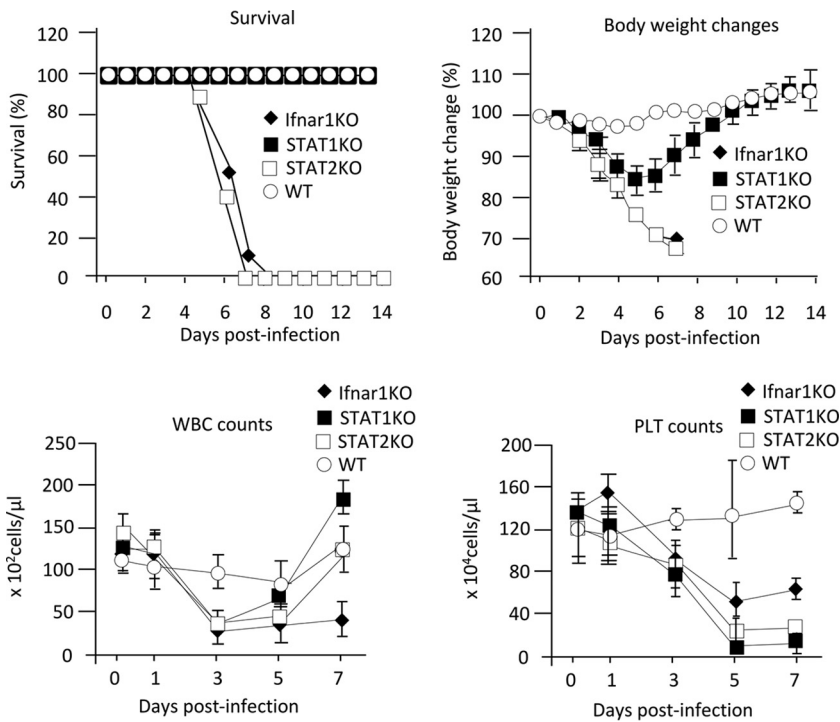 Survival
120
100
80
60
40
20
0
Survival (%)
Ifnar1KO
STAT1KO
STAT2KO
WT
0 2 4 6 8 10 12 14
Days post-infection
Body weight changes
120
110
100
90
80
70
60
Body weight change (%)
Ifnar1KO
STAT1KO
STAT2KO
WT
0 2 4 6 8 10 12 14
Days post-infection
WBC counts
Ifnar1KO
STAT1KO
STAT2KO
WT
250
200
150
100
50
0
x 10²cells/μl
0 1 3 5 7
Days post-infection
PLT counts
Ifnar1KO
STAT1KO
STAT2KO
WT
200
160
120
80
40
0
x 10⁴cells/μl
0 1 3 5 7
Days post-infection